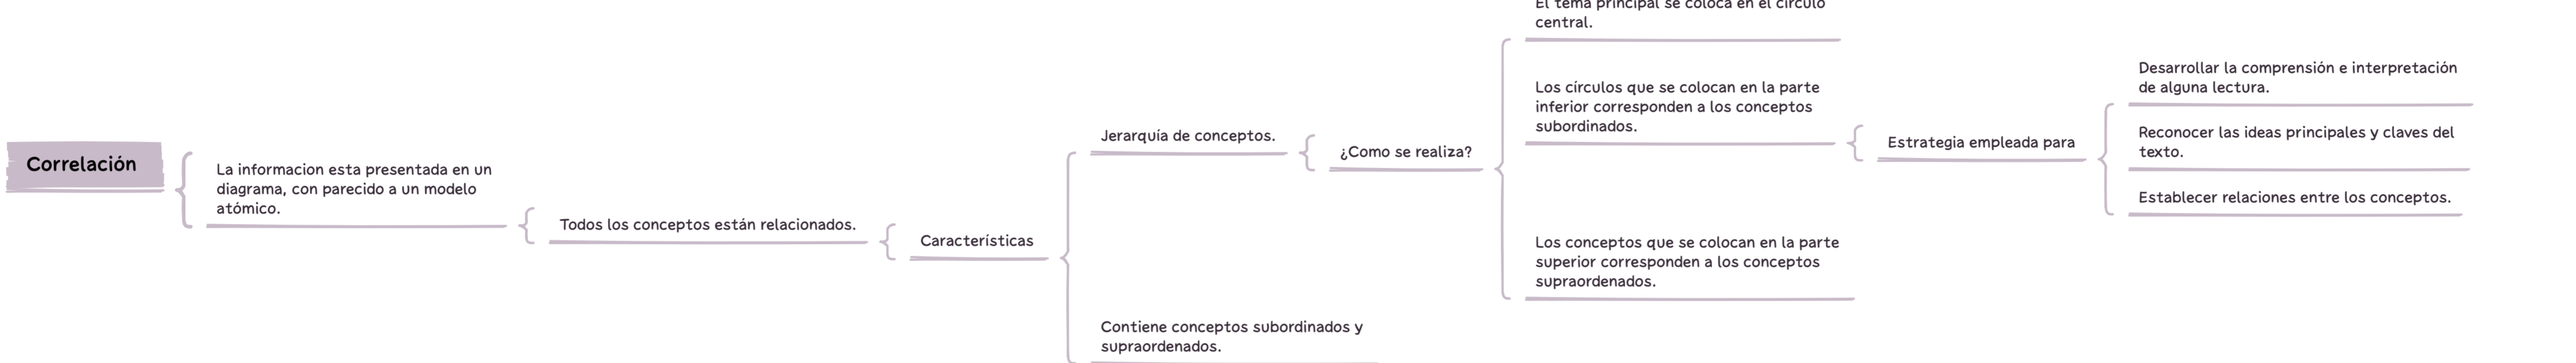 Correlación
La informacion esta presentada en un
diagrama, con parecido a un modelo
atómico.
Todos los conceptos están relacionados.
Características
Jerarquía de conceptos.
¿Como se realiza?
El tema principal se coloca en el círculo
central.
Los círculos que se colocan en la parte
inferior corresponden a los conceptos
subordinados.
Estrategia empleada para
Desarrollar la comprensión e interpretación
de alguna lectura.
Reconocer las ideas principales y claves del
texto.
Establecer relaciones entre los conceptos.
Los conceptos que se colocan en la parte
superior corresponden a los conceptos
supraordenados.
Contiene conceptos subordinados y
supraordenados.